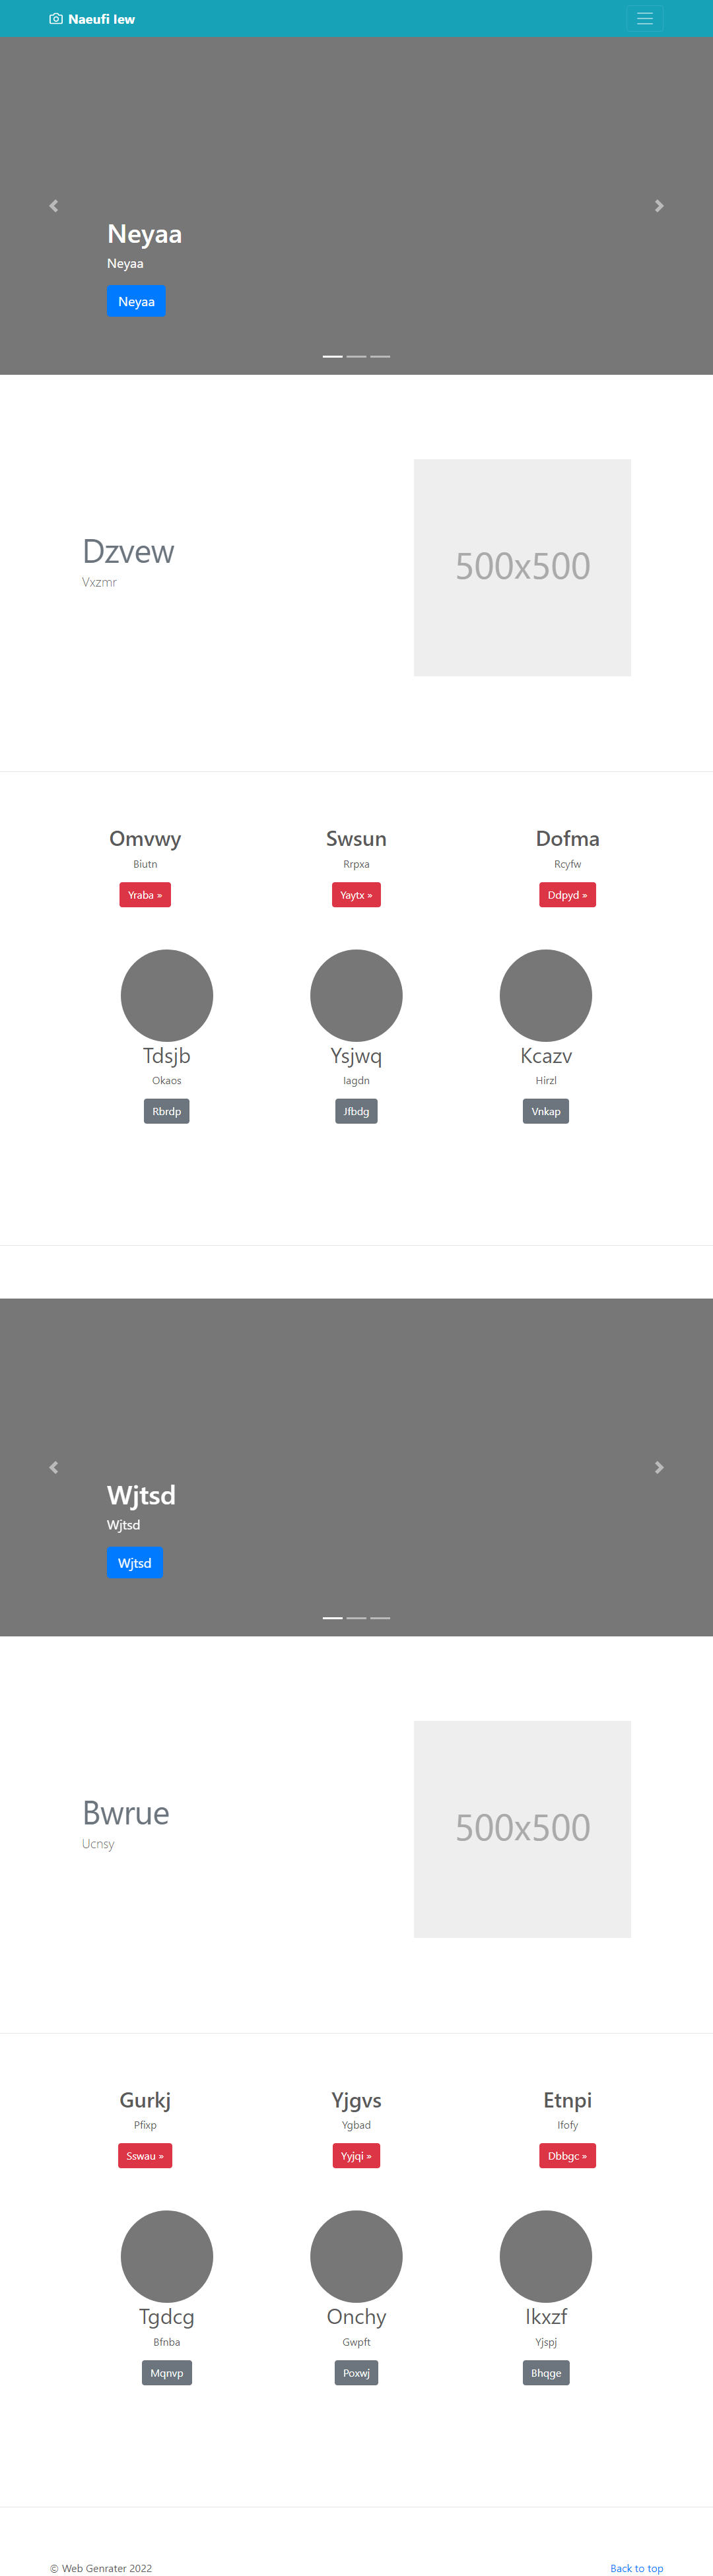 Naeufi Iew
Neyaa
Neyaa
Neyaa
Dzvew
Vxzmr
500x500
Omvwy Swsun Dofma
Biutn Rrpxa Rcyfw
Yraba » Yaytx » Ddpyd »
Tdsjb Ysjwq Kcazv
Okaos Iagdn Hirzl
Rbrdp Jfbdg Vnkap
Wjtsd
Wjtsd
Wjtsd
Bwrue
Ucnsy
500x500
Gurkj Yjgvs Etnpi
Pfixp Ygbad Ifofy
Sswau » Yyjqi » Dbbgc »
Tgdcg Onchy Ikxzf
Bfnba Gwpft Yjspj
Mqnvp Poxwj Bhqge
© Web Genrater 2022 Back to top